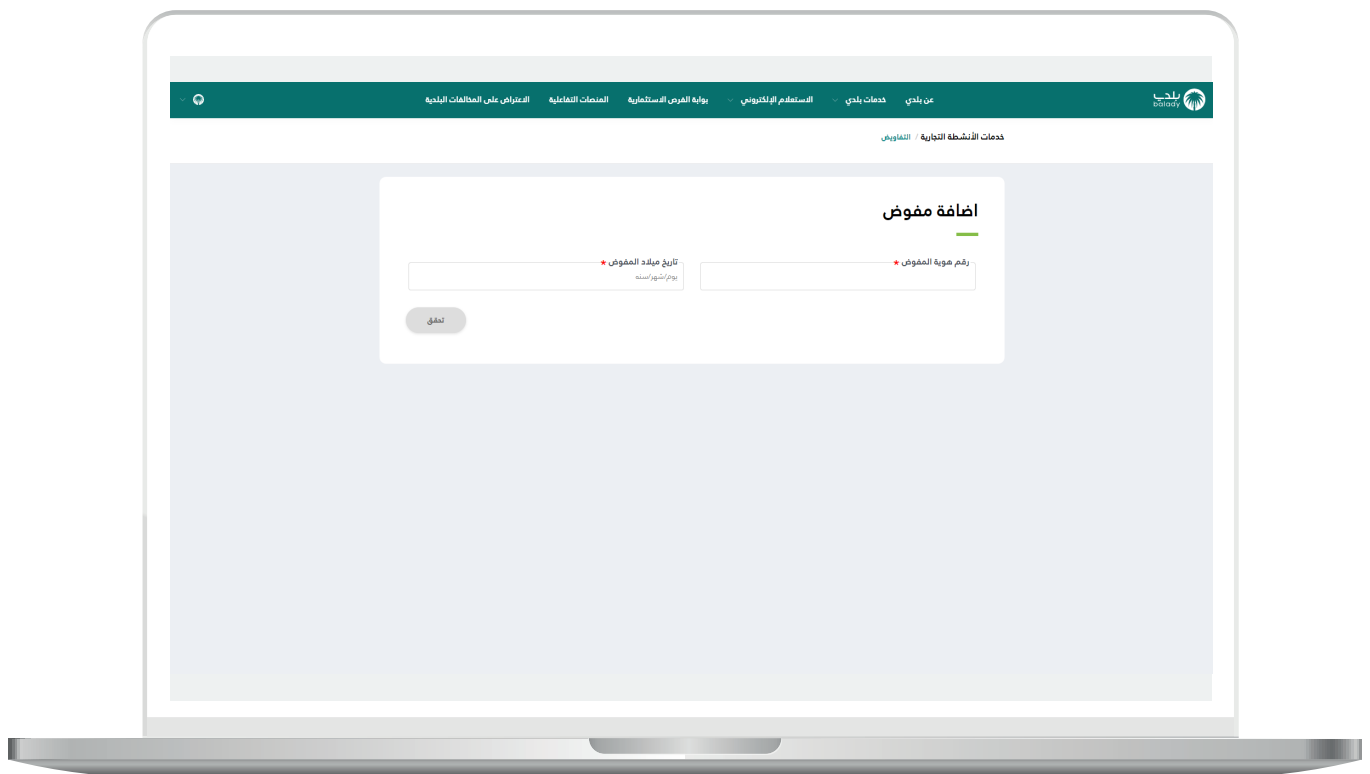 بلدي
balady
عن بلدي خدمات بلدي الاستعلام الإلكتروني بوابة الفرص الاستثمارية المنصات التفاعلية الاعتراض على المخالفات البلدية
خدمات الأنشطة التجارية / التفاويض
اضافة مفوض
رقم هوية المفوض * تاريخ ميلاد المفوض *
يوم/شهر/سنه
تحقق